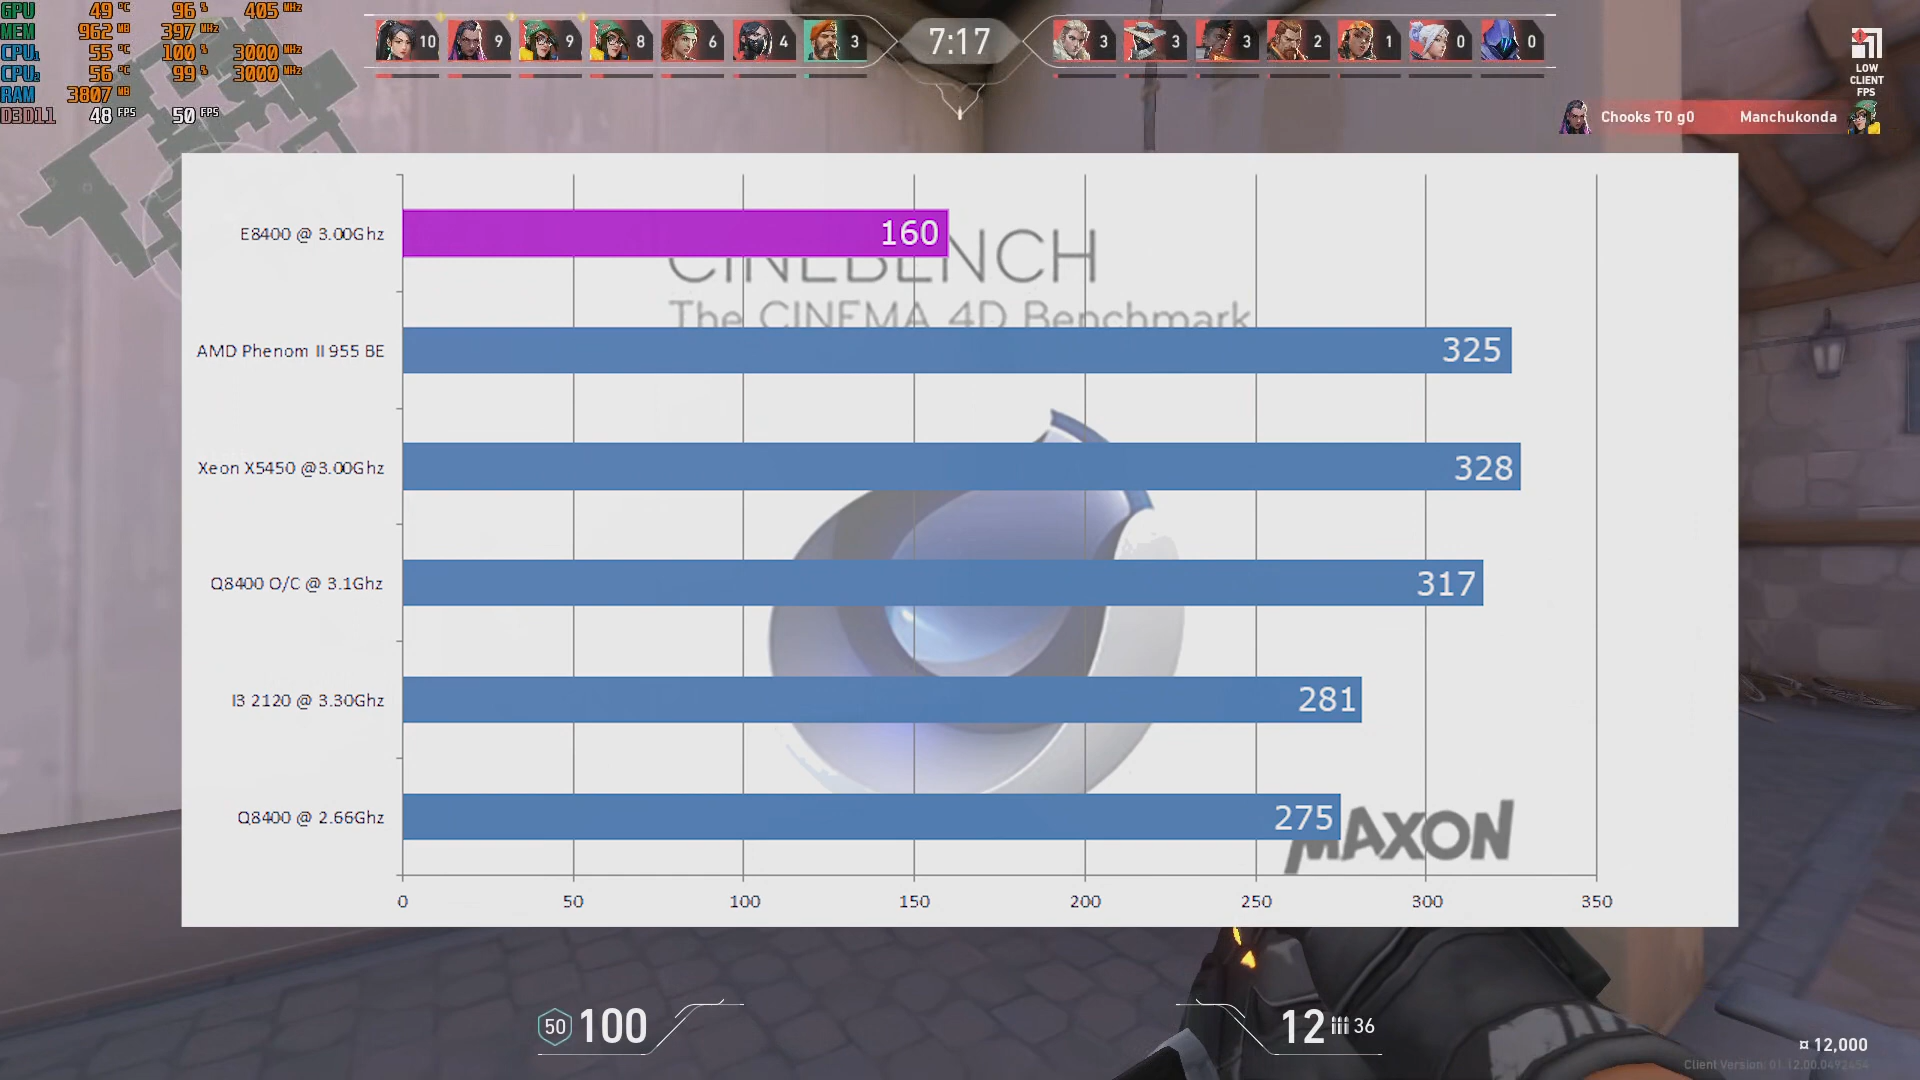 GPU 49 °C 96 % 405 MHz
MEM 962 MB 397 MHz
CPU1 55 °C 100 % 3000 MHz
CPU2 56 °C 99 % 3000 MHz
RAM 3807 MB
D3D11 48 FPS 50 FPS
10 9 9 8 6 4 3 7:17 3 3 3 2 1 0 0
LOW
CLIENT
FPS
Chooks T0 g0 Manchukonda
E8400 @ 3.00Ghz 160
CINEBENCH
The CINEMA 4D Benchmark
AMD Phenom II 955 BE 325
Xeon X5450 @3.00Ghz 328
Q8400 O/C @ 3.1Ghz 317
I3 2120 @ 3.30Ghz 281
Q8400 @ 2.66Ghz 275
MAXON
0 50 100 150 200 250 300 350
50 100 12 36
¤ 12,000